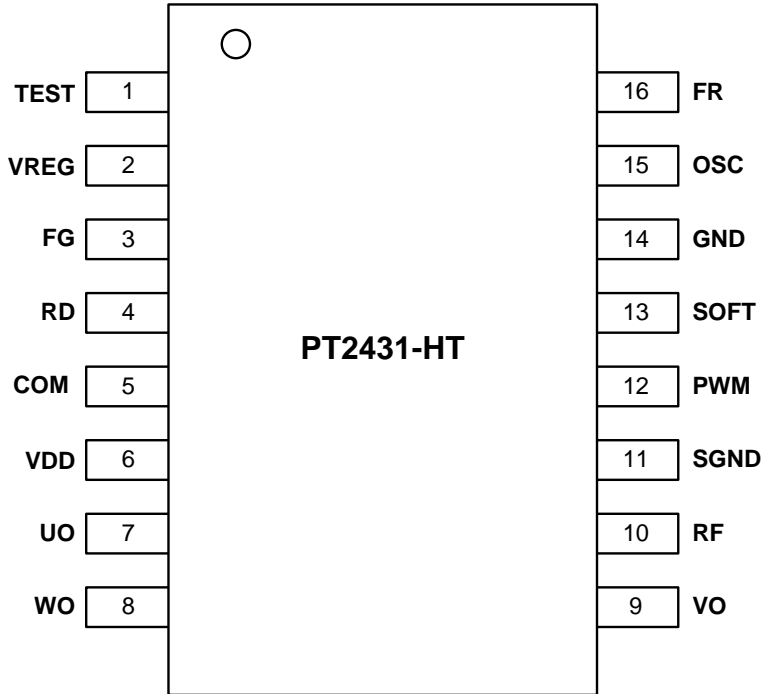 TEST 1 16 FR
VREG 2 15 OSC
FG 3 14 GND
RD 4 13 SOFT
PT2431-HT
COM 5 12 PWM
VDD 6 11 SGND
UO 7 10 RF
WO 8 9 VO